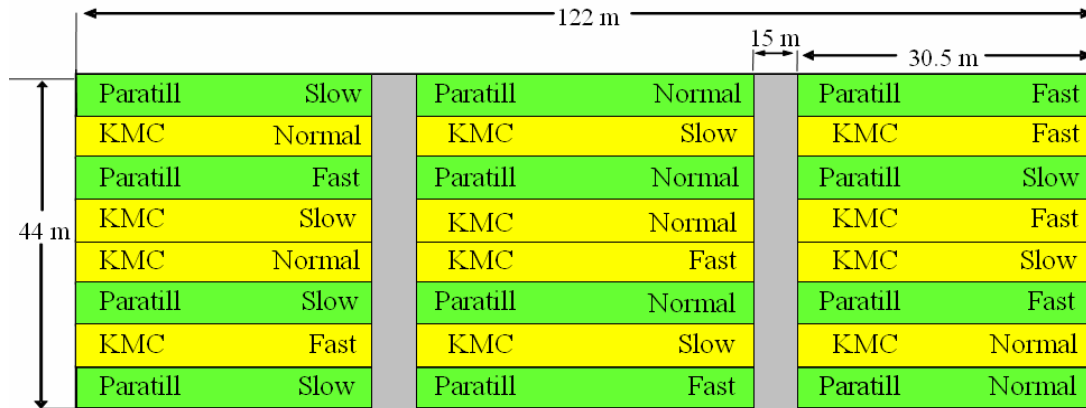 122 m
15 m
30.5 m
Paratill Slow Paratill Normal Paratill Fast
KMC Normal KMC Slow KMC Fast
Paratill Fast Paratill Normal Paratill Slow
44 m
KMC Slow KMC Normal KMC Fast
KMC Normal KMC Fast KMC Slow
Paratill Slow Paratill Normal Paratill Fast
KMC Fast KMC Slow KMC Normal
Paratill Slow Paratill Fast Paratill Normal